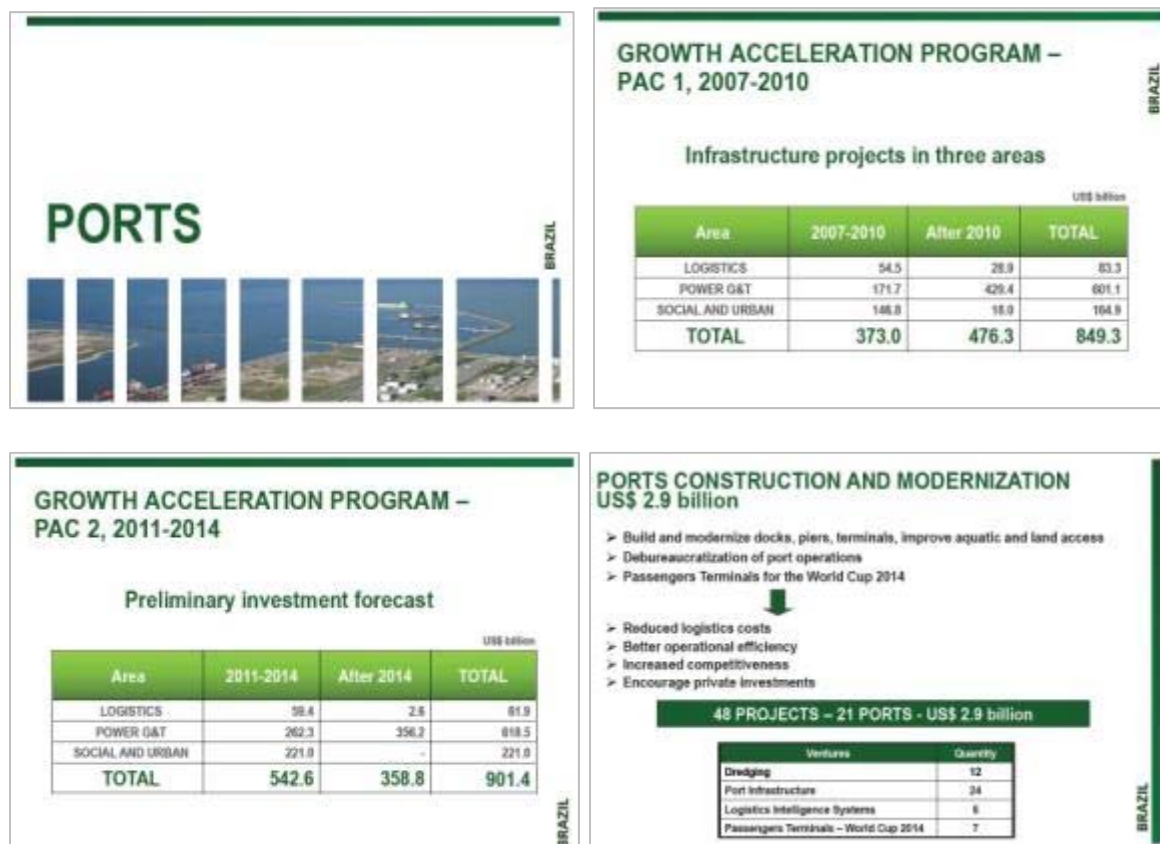 PORTS
BRAZIL
GROWTH ACCELERATION PROGRAM –
PAC 1, 2007-2010
BRAZIL
Infrastructure projects in three areas
US$ billion
Area 2007-2010 After 2010 TOTAL
LOGISTICS 54.5 28.9 83.3
POWER G&T 171.7 429.4 601.1
SOCIAL AND URBAN 146.8 18.0 164.9
TOTAL 373.0 476.3 849.3
GROWTH ACCELERATION PROGRAM –
PAC 2, 2011-2014
Preliminary investment forecast
US$ billion
Area 2011-2014 After 2014 TOTAL
LOGISTICS 59.4 2.6 61.9
POWER G&T 262.3 356.2 618.5
SOCIAL AND URBAN 221.0 - 221.0
TOTAL 542.6 358.8 901.4
BRAZIL
PORTS CONSTRUCTION AND MODERNIZATION
US$ 2.9 billion
➢ Build and modernize docks, piers, terminals, improve aquatic and land access
➢ Debureaucratization of port operations
➢ Passengers Terminals for the World Cup 2014
➢ Reduced logistics costs
➢ Better operational efficiency
➢ Increased competitiveness
➢ Encourage private investments
48 PROJECTS – 21 PORTS - US$ 2.9 billion
Ventures Quantity
Dredging 12
Port Infrastructure 24
Logistics Intelligence Systems
Passengers Terminals – World Cup 2014 7
BRAZIL